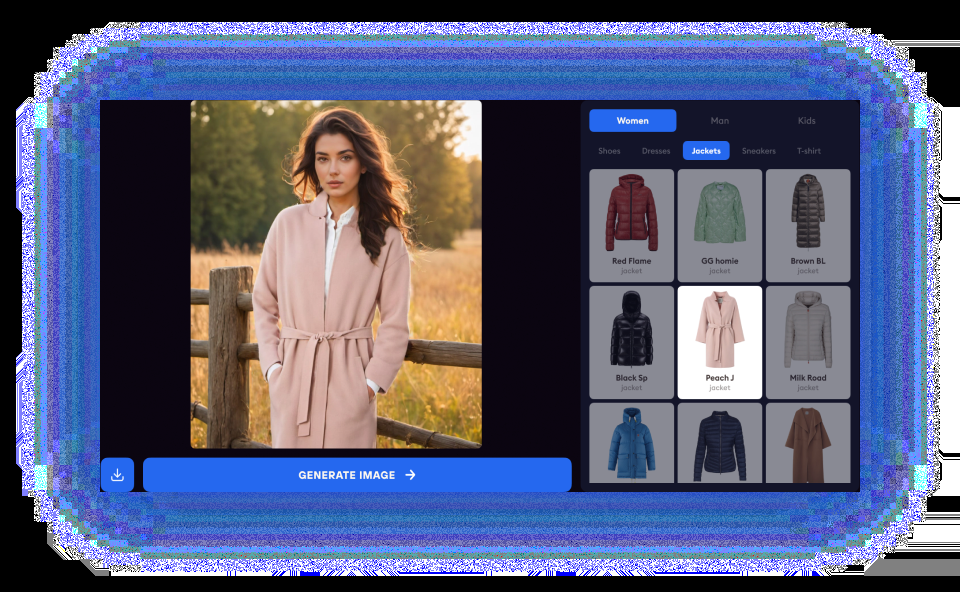 Women Man Kids
Shoes Dresses Jackets Sneakers T-shirt
Red Flame GG homie Brown BL
jacket jacket jacket
Black Sp Peach J Milk Road
jacket jacket jacket
GENERATE IMAGE